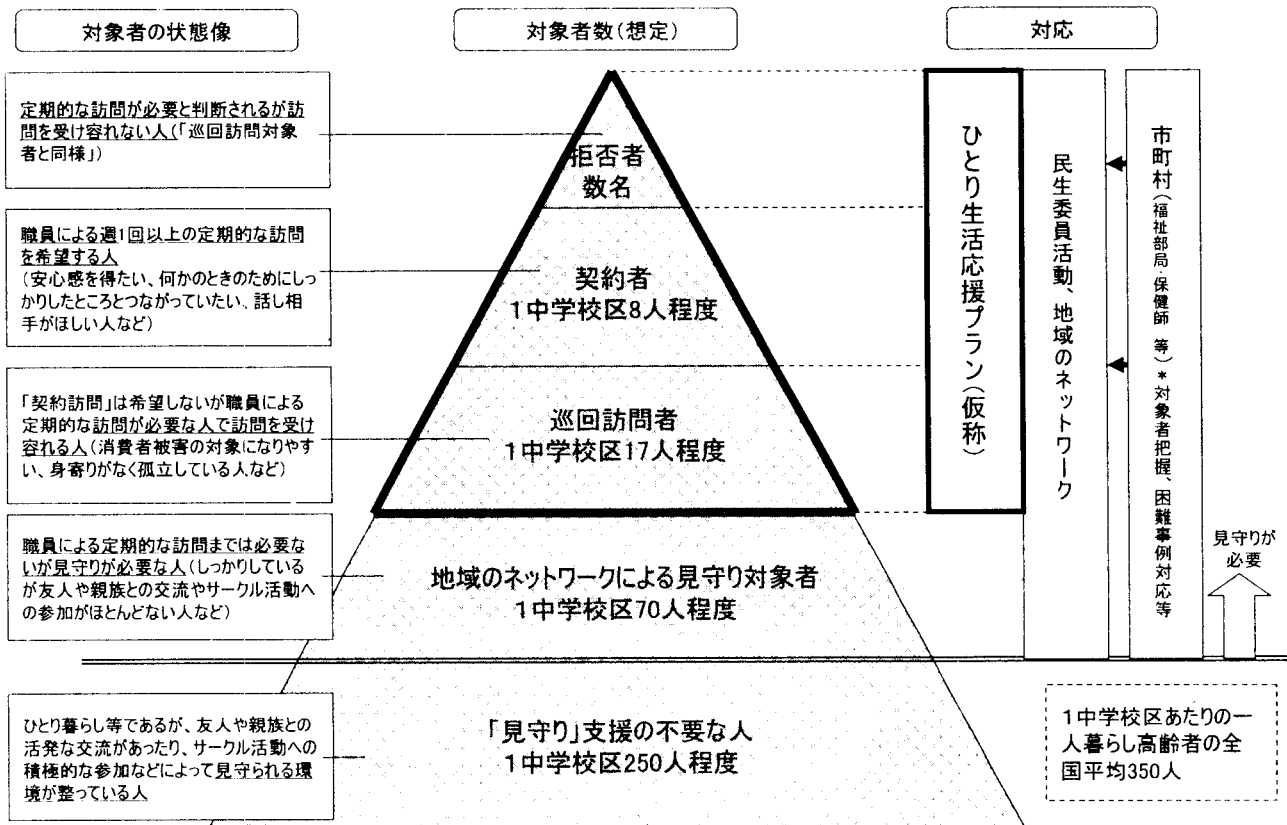 対象者の状態像
対象者数(想定)
対応
定期的な訪問が必要と判断されるが訪
問を受け容れない人(「巡回訪問対象
者と同様」)
拒否者
数名
職員による週1回以上の定期的な訪問
を希望する人
(安心感を得たい、何かのときのためにしっ
かりしたところとつながっていたい、話し相
手がほしい人など)
契約者
1中学校区8人程度
「契約訪問」は希望しないが職員による
定期的な訪問が必要な人で訪問を受け
容れる人(消費者被害の対象になりやす
い、身寄りがなく孤立している人など)
巡回訪問者
1中学校区17人程度
職員による定期的な訪問までは必要な
いが見守りが必要な人(しっかりしている
が友人や親族との交流やサークル活動へ
の参加がほとんどない人など)
地域のネットワークによる見守り対象者
1中学校区70人程度
ひとり暮らし等であるが、友人や親族との
活発な交流があったり、サークル活動への
積極的な参加などによって見守られる環
境が整っている人
「見守り」支援の不要な人
1中学校区250人程度
ひとり生活応援プラン(仮称)
民生委員活動、地域のネットワーク
市町村(福祉部局・保健師 等)*対象者把握、困難事例対応等
見守りが
必要
1中学校区あたりの一
人暮らし高齢者の全
国平均350人